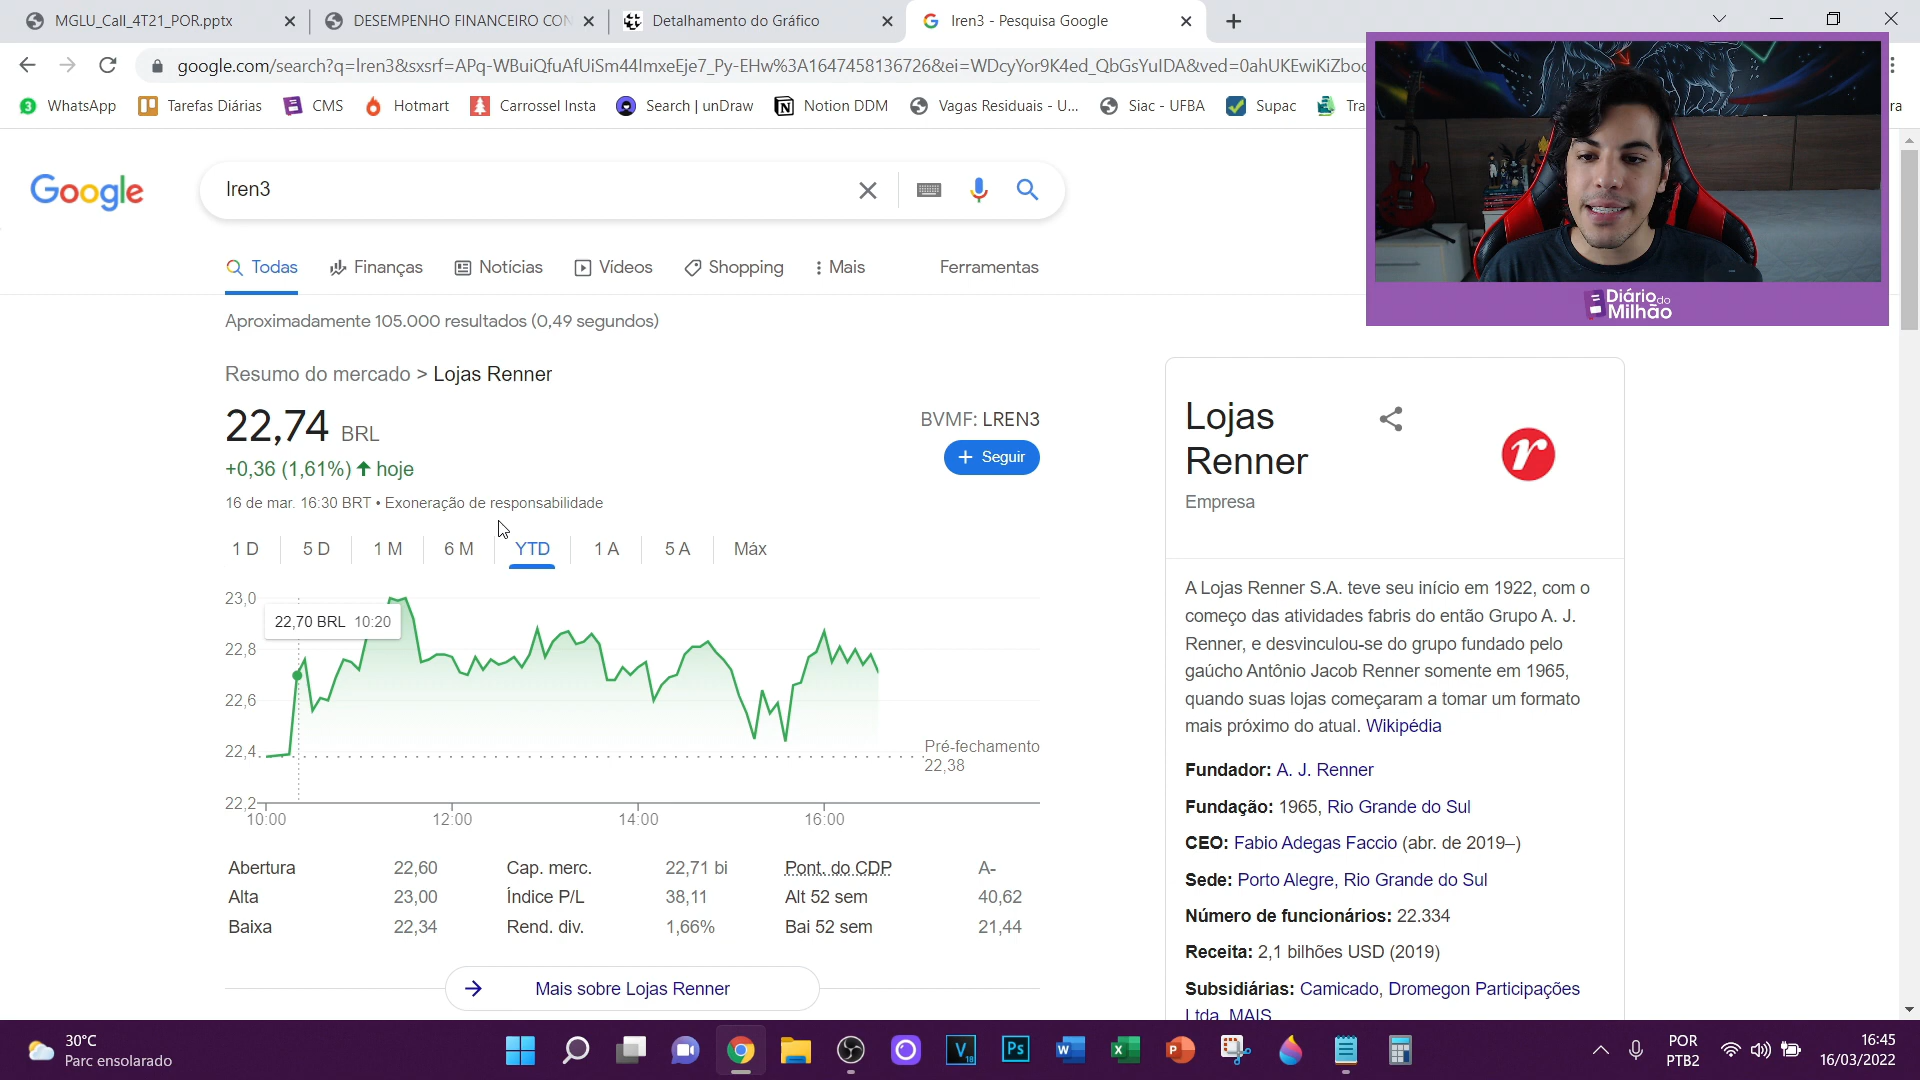 MGLU_Call_4T21_POR.pptx
DESEMPENHO FINANCEIRO CON
Detalhamento do Gráfico
lren3 - Pesquisa Google
google.com/search?q=lren3&sxsrf=APq-WBuiQfuAfUiSm44ImxeEje7_Py-EHw%3A1647458136726&ei=WDcyYor9K4ed_QbGsYuIDA&ved=0ahUKEwiKiZboc
WhatsApp
Tarefas Diárias
CMS
Hotmart
Carrossel Insta
Search | unDraw
Notion DDM
Vagas Residuais - U...
Siac - UFBA
Supac
Tra
ra
Diário do
Milhão
Google
lren3
Todas
Finanças
Notícias
Vídeos
Shopping
Mais
Ferramentas
Aproximadamente 105.000 resultados (0,49 segundos)
Resumo do mercado > Lojas Renner
22,74 BRL
BVMF: LREN3
+0,36 (1,61%) hoje
+ Seguir
16 de mar. 16:30 BRT • Exoneração de responsabilidade
1 D
5 D
1 M
6 M
YTD
1 A
5 A
Máx
23,0
22,70 BRL 10:20
22,8
22,6
22,4
Pré-fechamento
22,38
22,2
10:00
12:00
14:00
16:00
Abertura 22,60 Cap. merc. 22,71 bi Pont. do CDP A-
Alta 23,00 Índice P/L 38,11 Alt 52 sem 40,62
Baixa 22,34 Rend. div. 1,66% Bai 52 sem 21,44
Mais sobre Lojas Renner
Lojas
Renner
r
Empresa
A Lojas Renner S.A. teve seu início em 1922, com o
começo das atividades fabris do então Grupo A. J.
Renner, e desvinculou-se do grupo fundado pelo
gaúcho Antônio Jacob Renner somente em 1965,
quando suas lojas começaram a tomar um formato
mais próximo do atual. Wikipédia
Fundador: A. J. Renner
Fundação: 1965, Rio Grande do Sul
CEO: Fabio Adegas Faccio (abr. de 2019–)
Sede: Porto Alegre, Rio Grande do Sul
Número de funcionários: 22.334
Receita: 2,1 bilhões USD (2019)
Subsidiárias: Camicado, Dromegon Participações
Ltda, MAIS
30°C
Parc ensolarado
POR
PTB2
16:45
16/03/2022